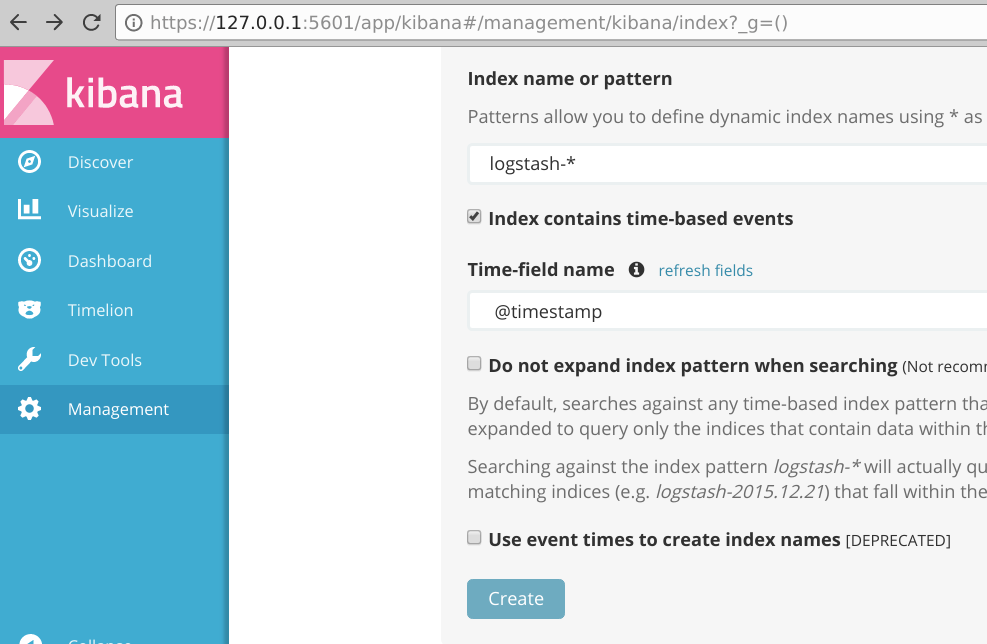 https://127.0.0.1:5601/app/kibana#/management/kibana/index?_g=()
kibana
Discover
Visualize
Dashboard
Timelion
Dev Tools
Management
Collapse
Index name or pattern
Patterns allow you to define dynamic index names using * as
logstash-*
Index contains time-based events
Time-field name refresh fields
@timestamp
Do not expand index pattern when searching (Not recomm
By default, searches against any time-based index pattern tha
expanded to query only the indices that contain data within th
Searching against the index pattern logstash-* will actually qu
matching indices (e.g. logstash-2015.12.21) that fall within the
Use event times to create index names [DEPRECATED]
Create